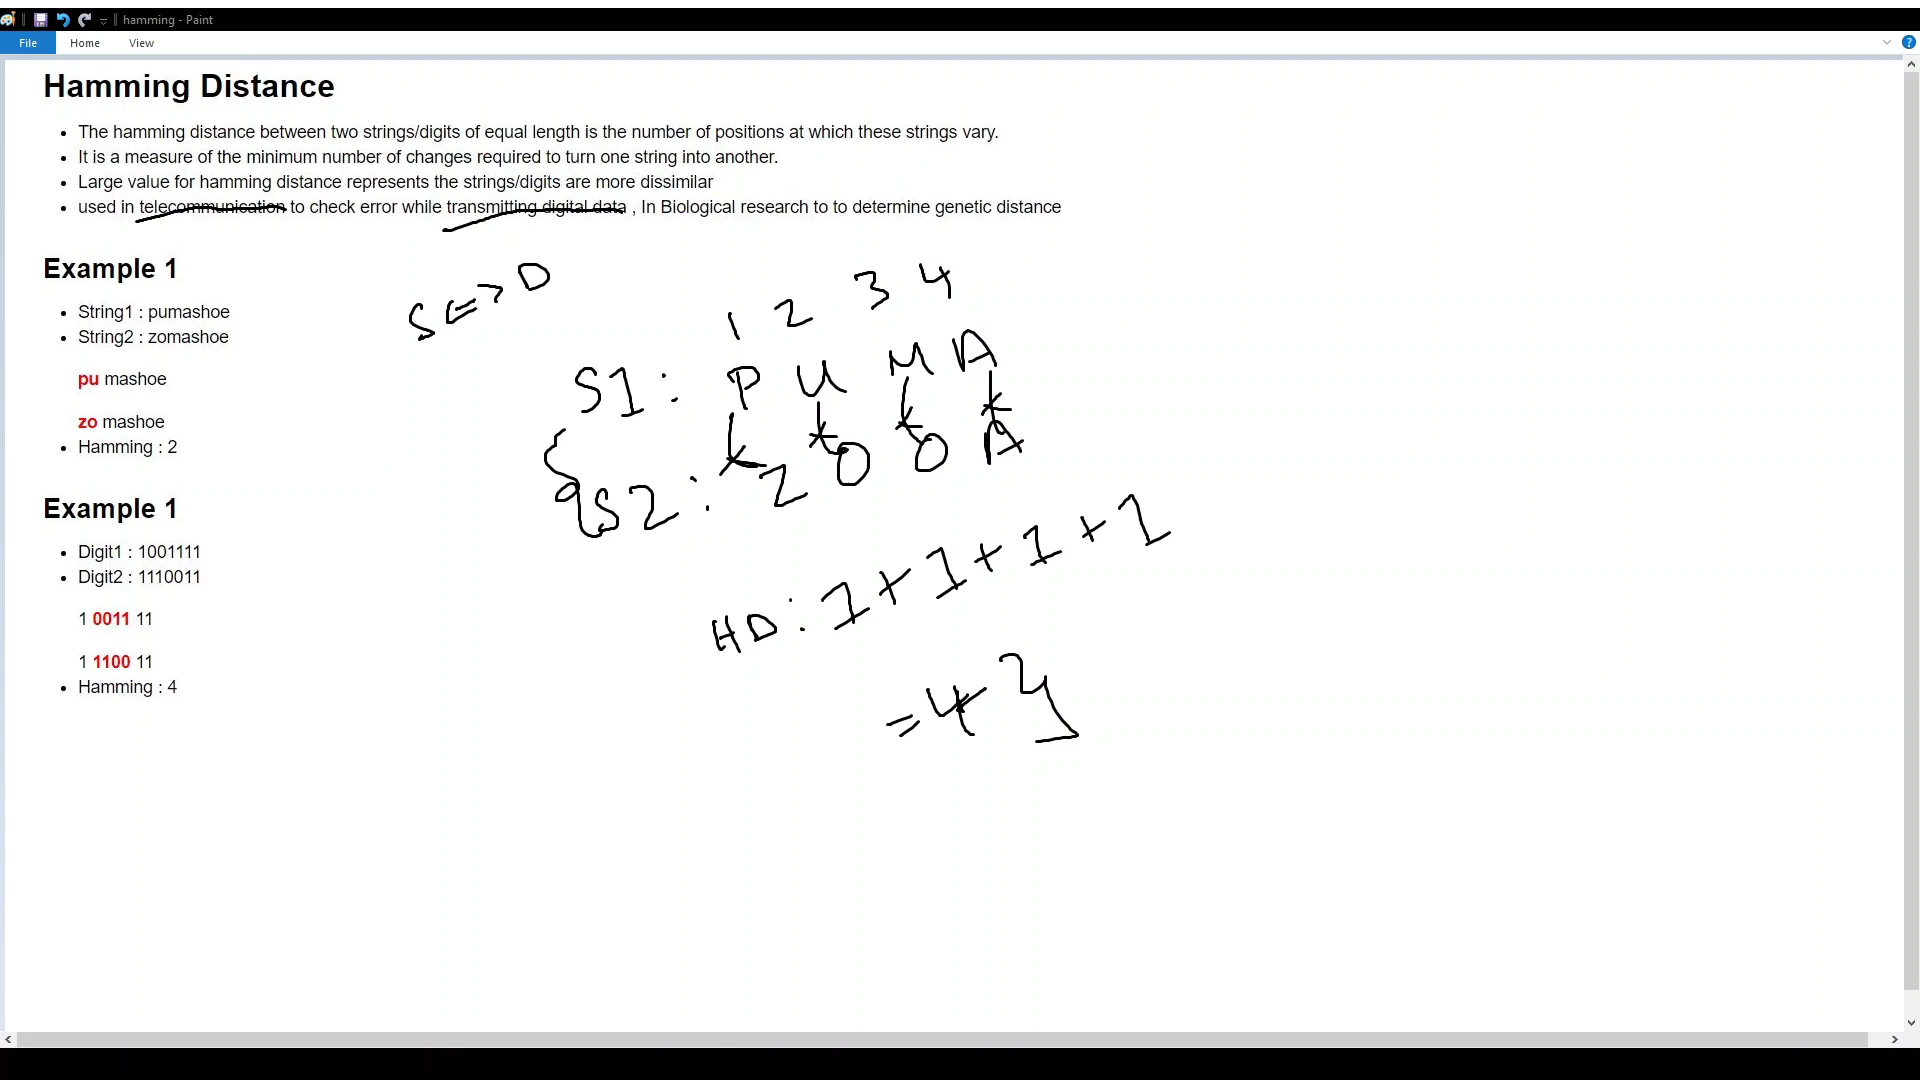 hamming - Paint
File Home View
Hamming Distance
The hamming distance between two strings/digits of equal length is the number of positions at which these strings vary.
It is a measure of the minimum number of changes required to turn one string into another.
Large value for hamming distance represents the strings/digits are more dissimilar
used in telecommunication to check error while transmitting digital data , In Biological research to to determine genetic distance
Example 1
String1 : pumashoe
String2 : zomashoe
pu mashoe
zo mashoe
Hamming : 2
Example 1
Digit1 : 1001111
Digit2 : 1110011
1 0011 11
1 1100 11
Hamming : 4
S <=> D
1 2 3 4
S1 : P U M A
S2 : Z O O A
HD : 1 + 1 + 1 + 1
= 4